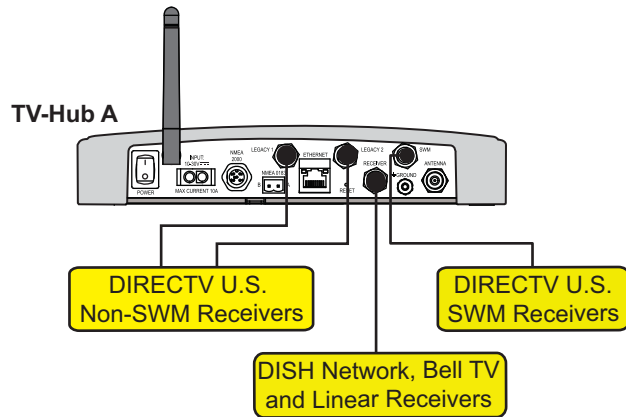 TV-Hub A
POWER
INPUT:
10-30V
MAX CURRENT 10A
NMEA
2000
LEGACY 1
NMEA 0183
B
A
ETHERNET
LEGACY 2
RESET
RECEIVER
SWM
GROUND
ANTENNA
DIRECTV U.S.
Non-SWM Receivers
DIRECTV U.S.
SWM Receivers
DISH Network, Bell TV
and Linear Receivers